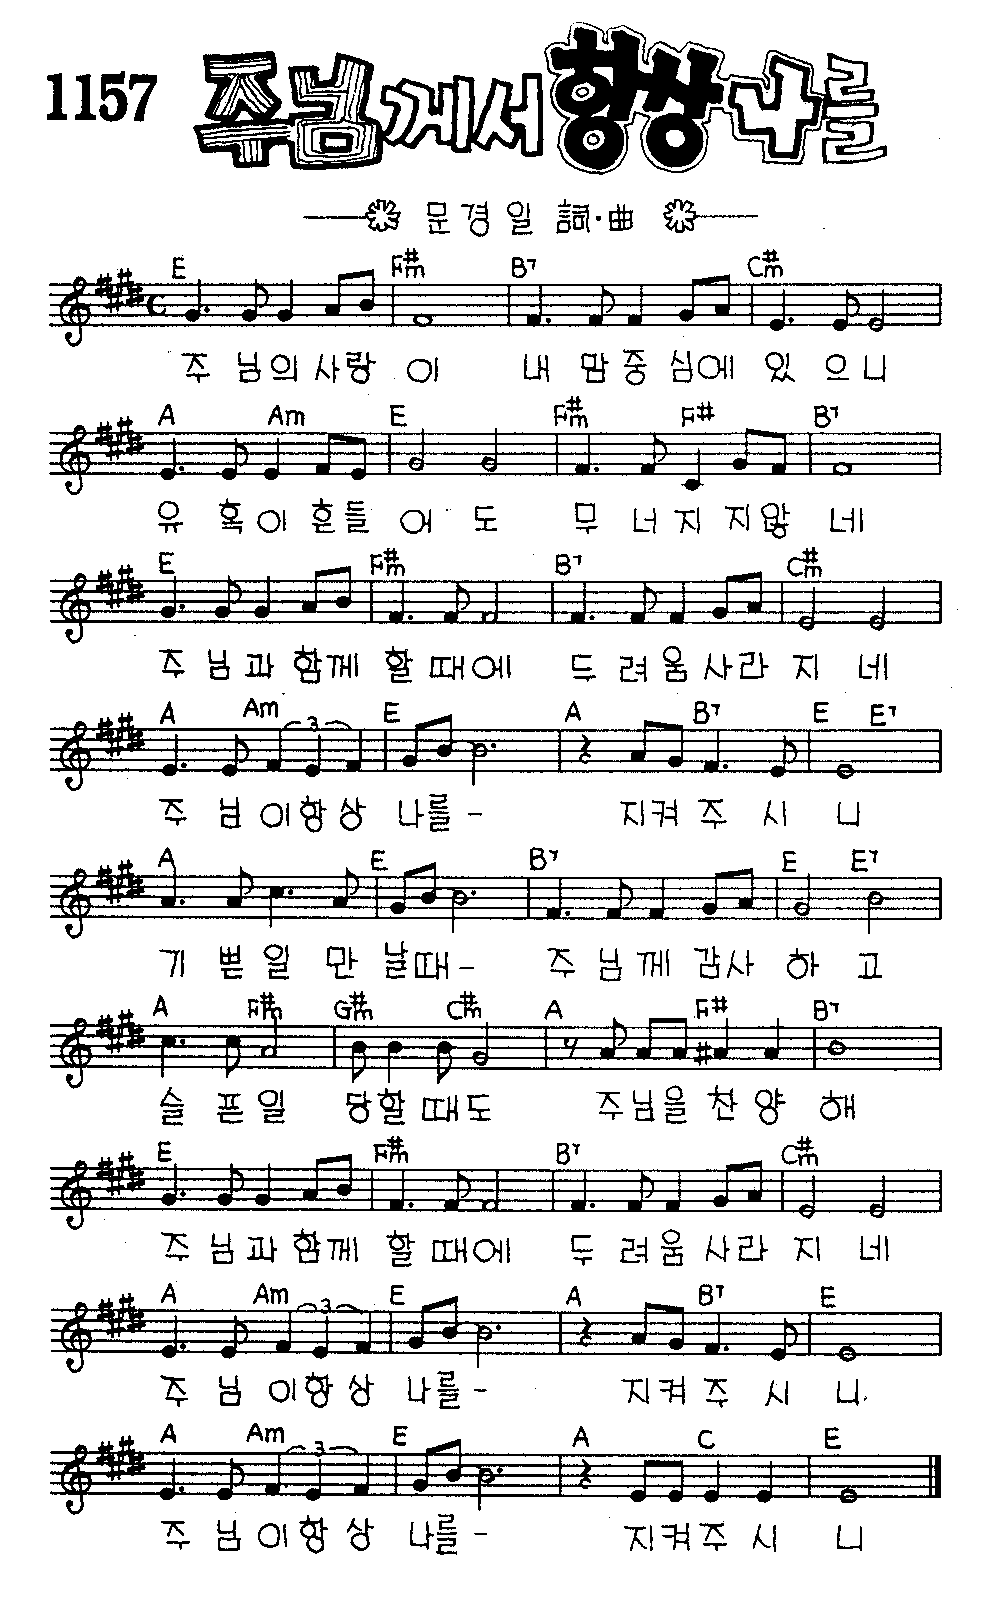 1157 주님께서 항상 나를
문경일 詞·曲
E F#m B7 C#m
주 님의사랑 이 내 맘중 심에 있 으니
A Am E F#m F# B7
유 혹이흔들 어 도 무 너지 지않 네
E F#m B7 C#m
주 님과함께 할 때에 두 려움사라 지 네
A Am 3 E A B7 E E7
주 님 이항상 나를- 지켜 주 시 니
A E B7 E E7
기 쁜 일 만 날때- 주 님께 감사 하 고
A F#m G#m C#m A F# B7
슬 픈일 당할때도 주님을 찬 양 해
E F#m B7 C#m
주 님과 함께 할 때에 두 려움사라 지 네
A Am 3 E A B7 E
주 님 이항상 나를- 지켜 주 시 니.
A Am 3 E A C E
주 님이항상 나를- 지켜주 시 니